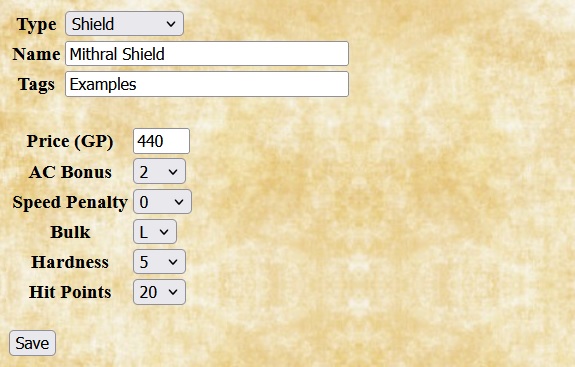 Type Shield
Name Mithral Shield
Tags Examples
Price (GP) 440
AC Bonus 2
Speed Penalty 0
Bulk L
Hardness 5
Hit Points 20
Save